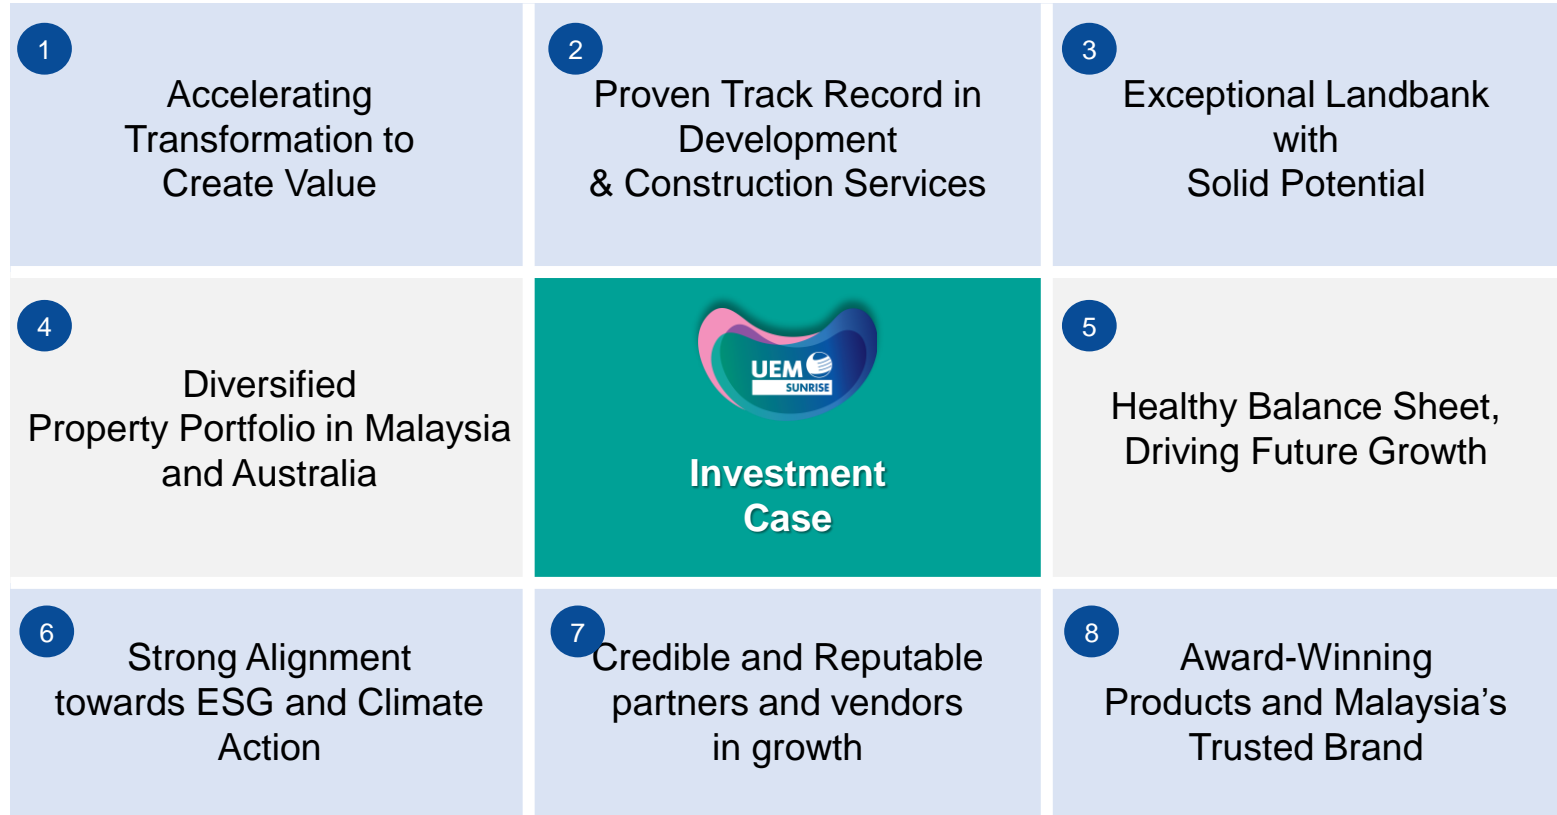 1
Accelerating
Transformation to
Create Value
2
Proven Track Record in
Development
& Construction Services
3
Exceptional Landbank
with
Solid Potential
4
Diversified
Property Portfolio in Malaysia
and Australia
UEM
SUNRISE
Investment
Case
5
Healthy Balance Sheet,
Driving Future Growth
6
Strong Alignment
towards ESG and Climate
Action
7
Credible and Reputable
partners and vendors
in growth
8
Award-Winning
Products and Malaysia’s
Trusted Brand